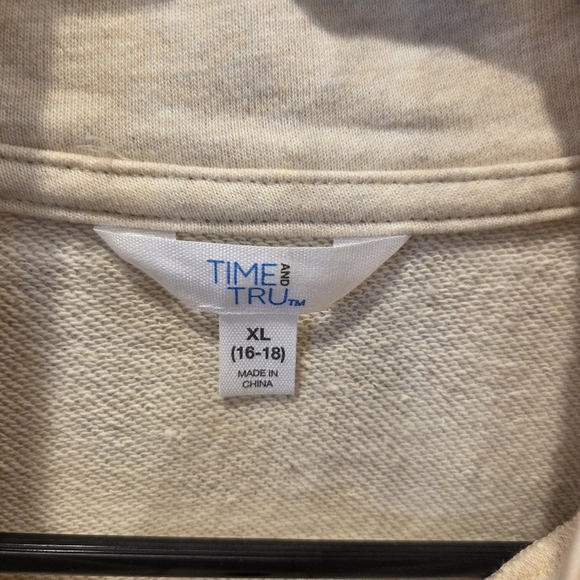 TIME AND
TRU™
XL
(16-18)
MADE IN
CHINA